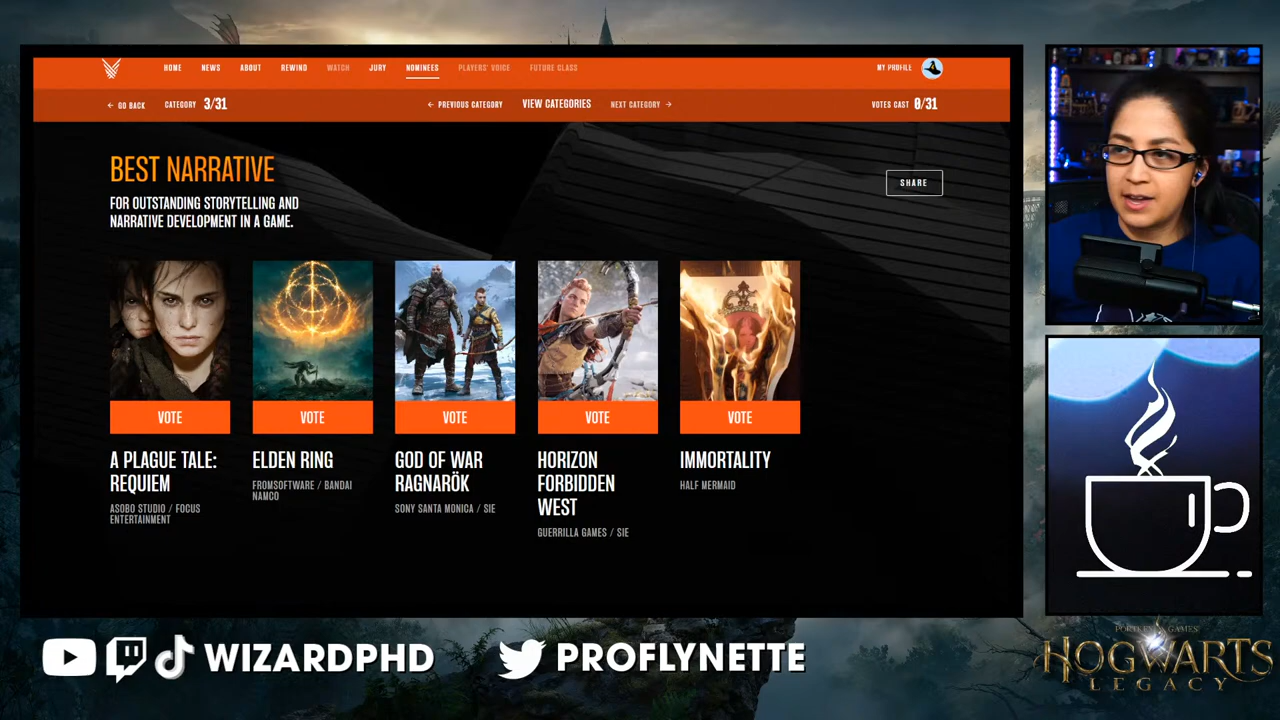 HOME NEWS ABOUT REWIND WATCH JURY NOMINEES PLAYERS' VOICE FUTURE CLASS MY PROFILE
← GO BACK CATEGORY 3/31 ← PREVIOUS CATEGORY VIEW CATEGORIES NEXT CATEGORY → VOTES CAST 0/31
BEST NARRATIVE
SHARE
FOR OUTSTANDING STORYTELLING AND
NARRATIVE DEVELOPMENT IN A GAME.
VOTE VOTE VOTE VOTE VOTE
A PLAGUE TALE:
REQUIEM
ASOBO STUDIO / FOCUS
ENTERTAINMENT
ELDEN RING
FROMSOFTWARE / BANDAI
NAMCO
GOD OF WAR
RAGNARÖK
SONY SANTA MONICA / SIE
HORIZON
FORBIDDEN
WEST
GUERRILLA GAMES / SIE
IMMORTALITY
HALF MERMAID
WIZARDPHD
PROFLYNETTE
PORTKEY GAMES
HOGWARTS
LEGACY